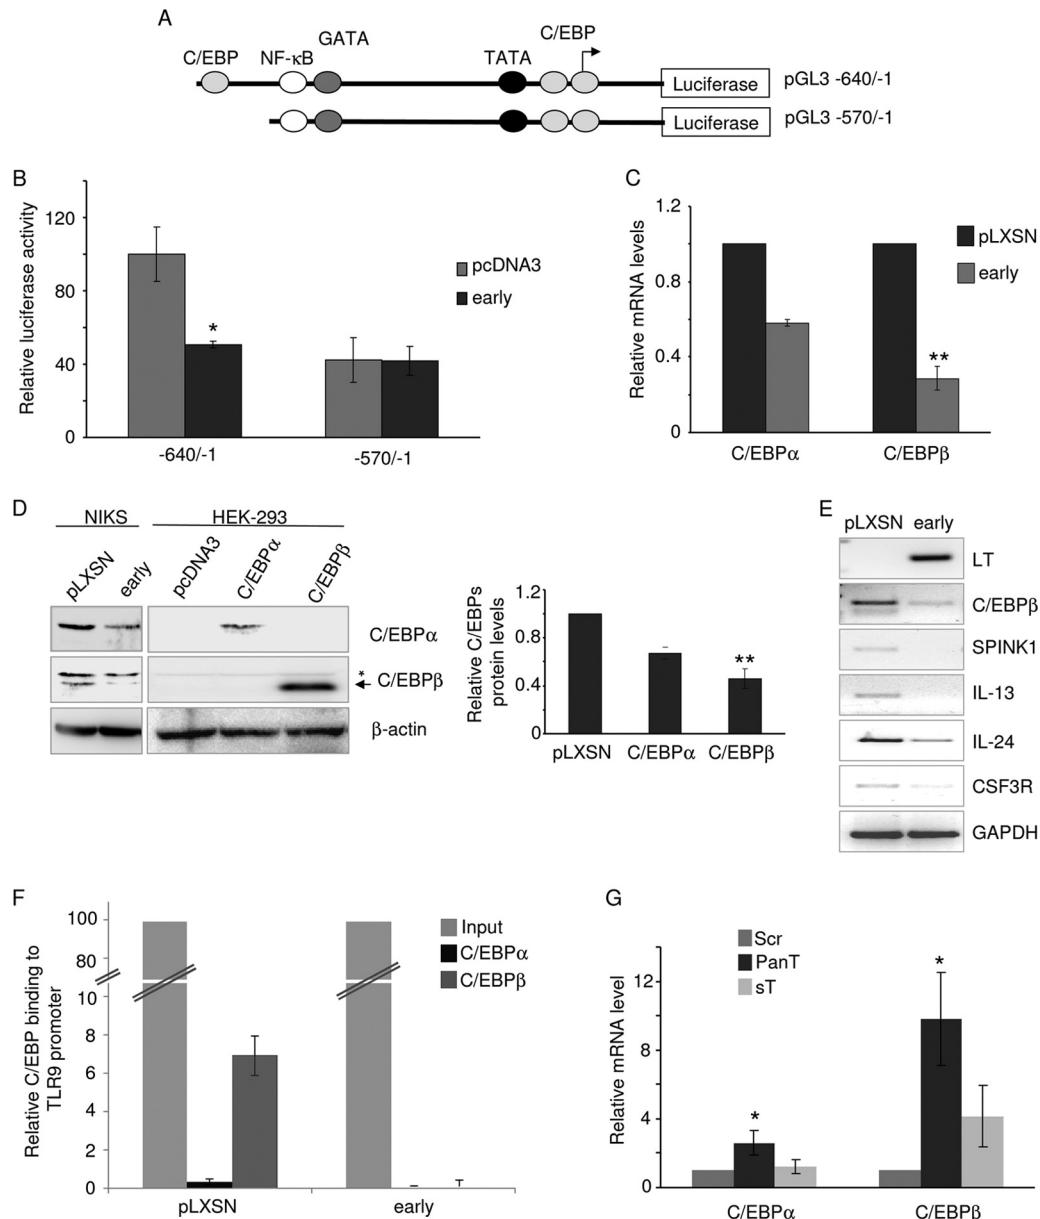 A
C/EBP
NF-κB
GATA
TATA
C/EBP
Luciferase
pGL3 -640/-1
Luciferase
pGL3 -570/-1
B
Relative luciferase activity
120
80
40
0
*
-640/-1
-570/-1
pcDNA3
early
C
Relative mRNA levels
1.2
0.8
0.4
0
**
C/EBPα
C/EBPβ
pLXSN
early
D
NIKS
HEK-293
pLXSN
early
pcDNA3
C/EBPα
C/EBPβ
C/EBPα
*
C/EBPβ
β-actin
Relative C/EBPs
protein levels
1.2
0.8
0.4
0
**
pLXSN
C/EBPα
C/EBPβ
E
pLXSN
early
LT
C/EBPβ
SPINK1
IL-13
IL-24
CSF3R
GAPDH
F
Relative C/EBP binding to
TLR9 promoter
100
80
10
8
6
4
2
0
pLXSN
early
Input
C/EBPα
C/EBPβ
G
Relative mRNA level
12
8
4
0
Scr
PanT
sT
*
*
C/EBPα
C/EBPβ